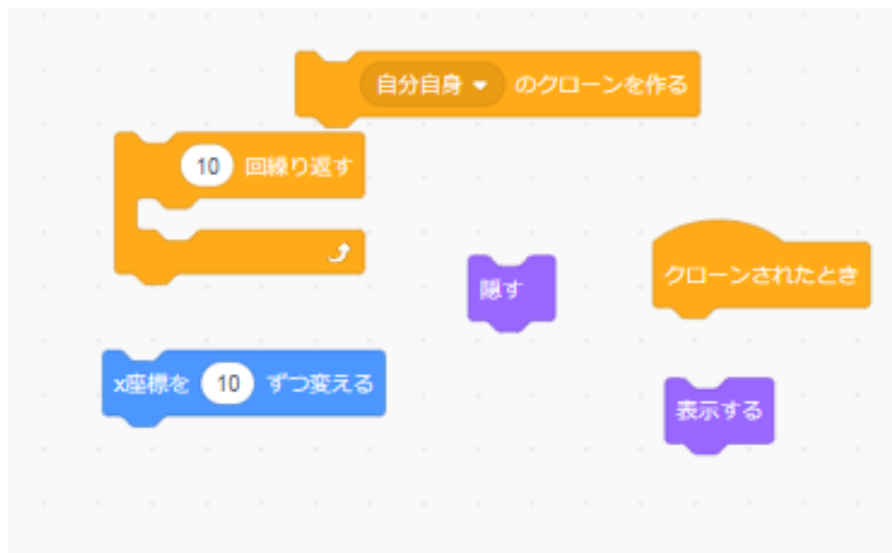 自分自身 のクローンを作る
10 回繰り返す
隠す
クローンされたとき
x座標を 10 ずつ変える
表示する